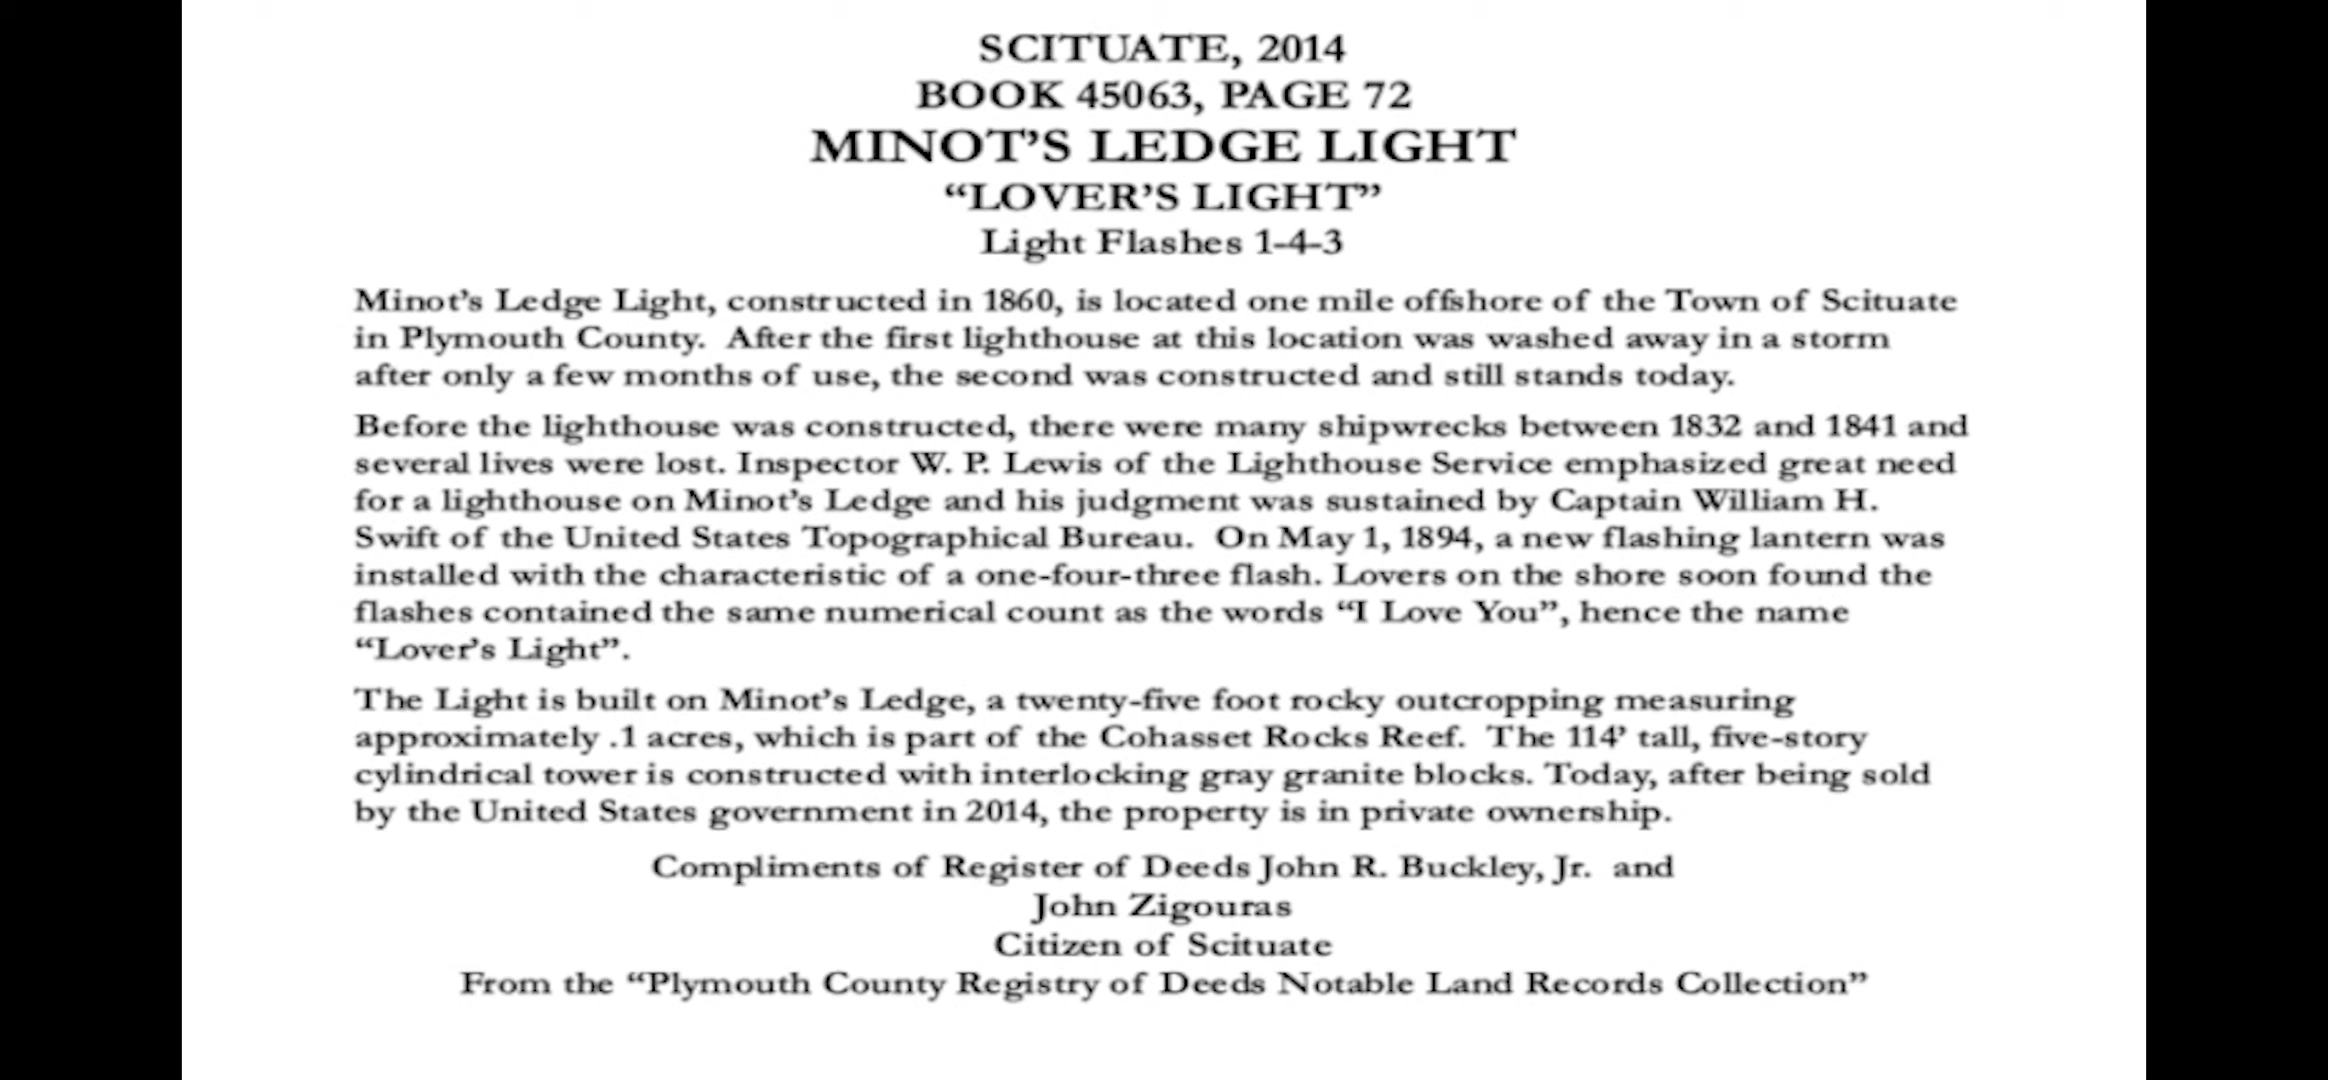 SCITUATE, 2014
BOOK 45063, PAGE 72
MINOT’S LEDGE LIGHT
“LOVER’S LIGHT”
Light Flashes 1-4-3
Minot’s Ledge Light, constructed in 1860, is located one mile offshore of the Town of Scituate
in Plymouth County.  After the first lighthouse at this location was washed away in a storm
after only a few months of use, the second was constructed and still stands today.
Before the lighthouse was constructed, there were many shipwrecks between 1832 and 1841 and
several lives were lost. Inspector W. P. Lewis of the Lighthouse Service emphasized great need
for a lighthouse on Minot’s Ledge and his judgment was sustained by Captain William H.
Swift of the United States Topographical Bureau.  On May 1, 1894, a new flashing lantern was
installed with the characteristic of a one-four-three flash. Lovers on the shore soon found the
flashes contained the same numerical count as the words “I Love You”, hence the name
“Lover’s Light”.
The Light is built on Minot’s Ledge, a twenty-five foot rocky outcropping measuring
approximately .1 acres, which is part of the Cohasset Rocks Reef.  The 114’ tall, five-story
cylindrical tower is constructed with interlocking gray granite blocks. Today, after being sold
by the United States government in 2014, the property is in private ownership.
Compliments of Register of Deeds John R. Buckley, Jr.  and
John Zigouras
Citizen of Scituate
From the “Plymouth County Registry of Deeds Notable Land Records Collection”